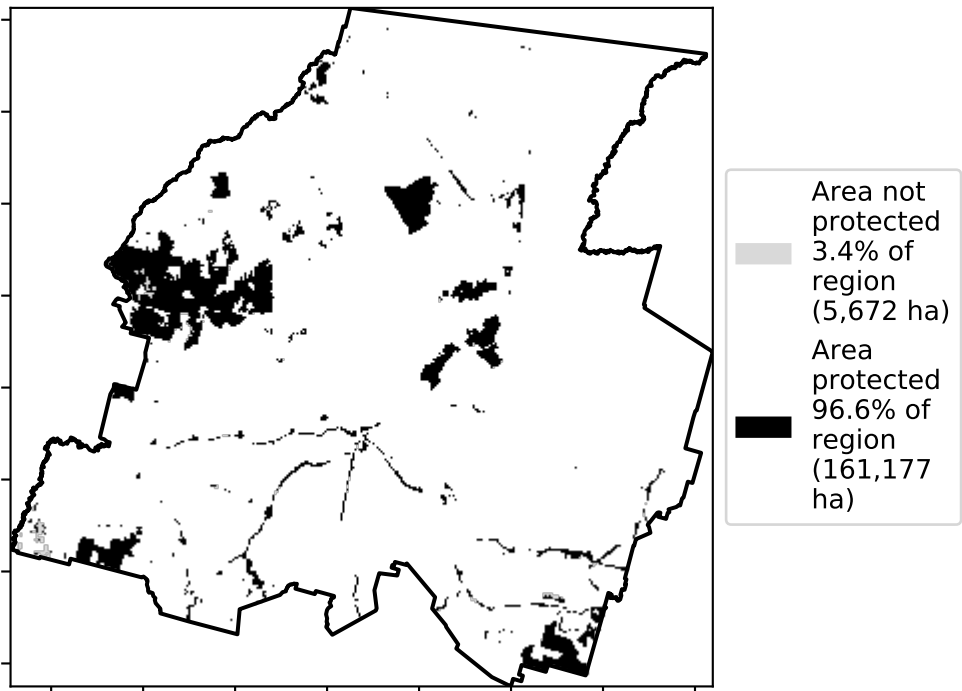 Area not
protected
3.4% of
region
(5,672 ha)
Area
protected
96.6% of
region
(161,177
ha)